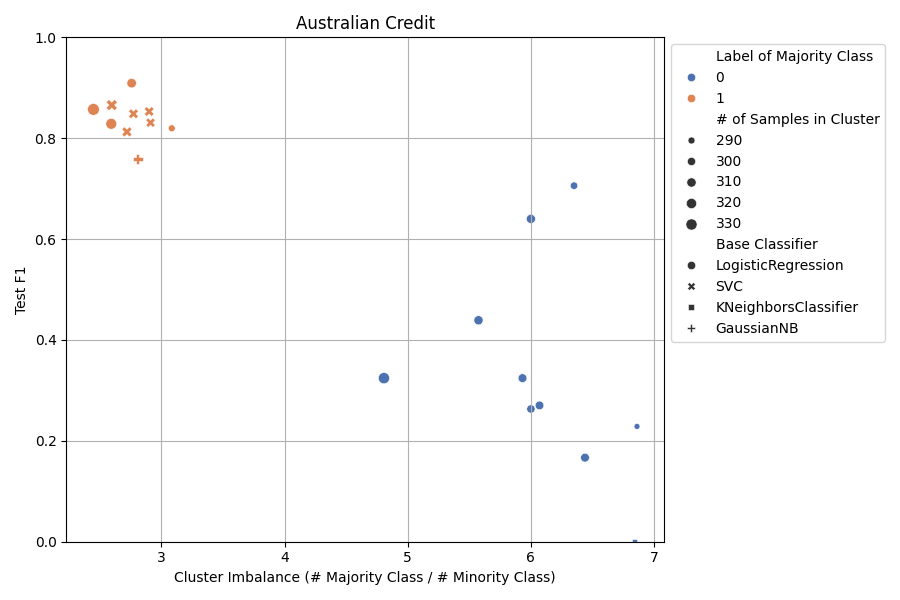 Australian Credit
1.0
0.8
0.6
0.4
0.2
0.0
Test F1
3
4
5
6
7
Cluster Imbalance (# Majority Class / # Minority Class)
Label of Majority Class
0
1
# of Samples in Cluster
290
300
310
320
330
Base Classifier
LogisticRegression
SVC
KNeighborsClassifier
GaussianNB